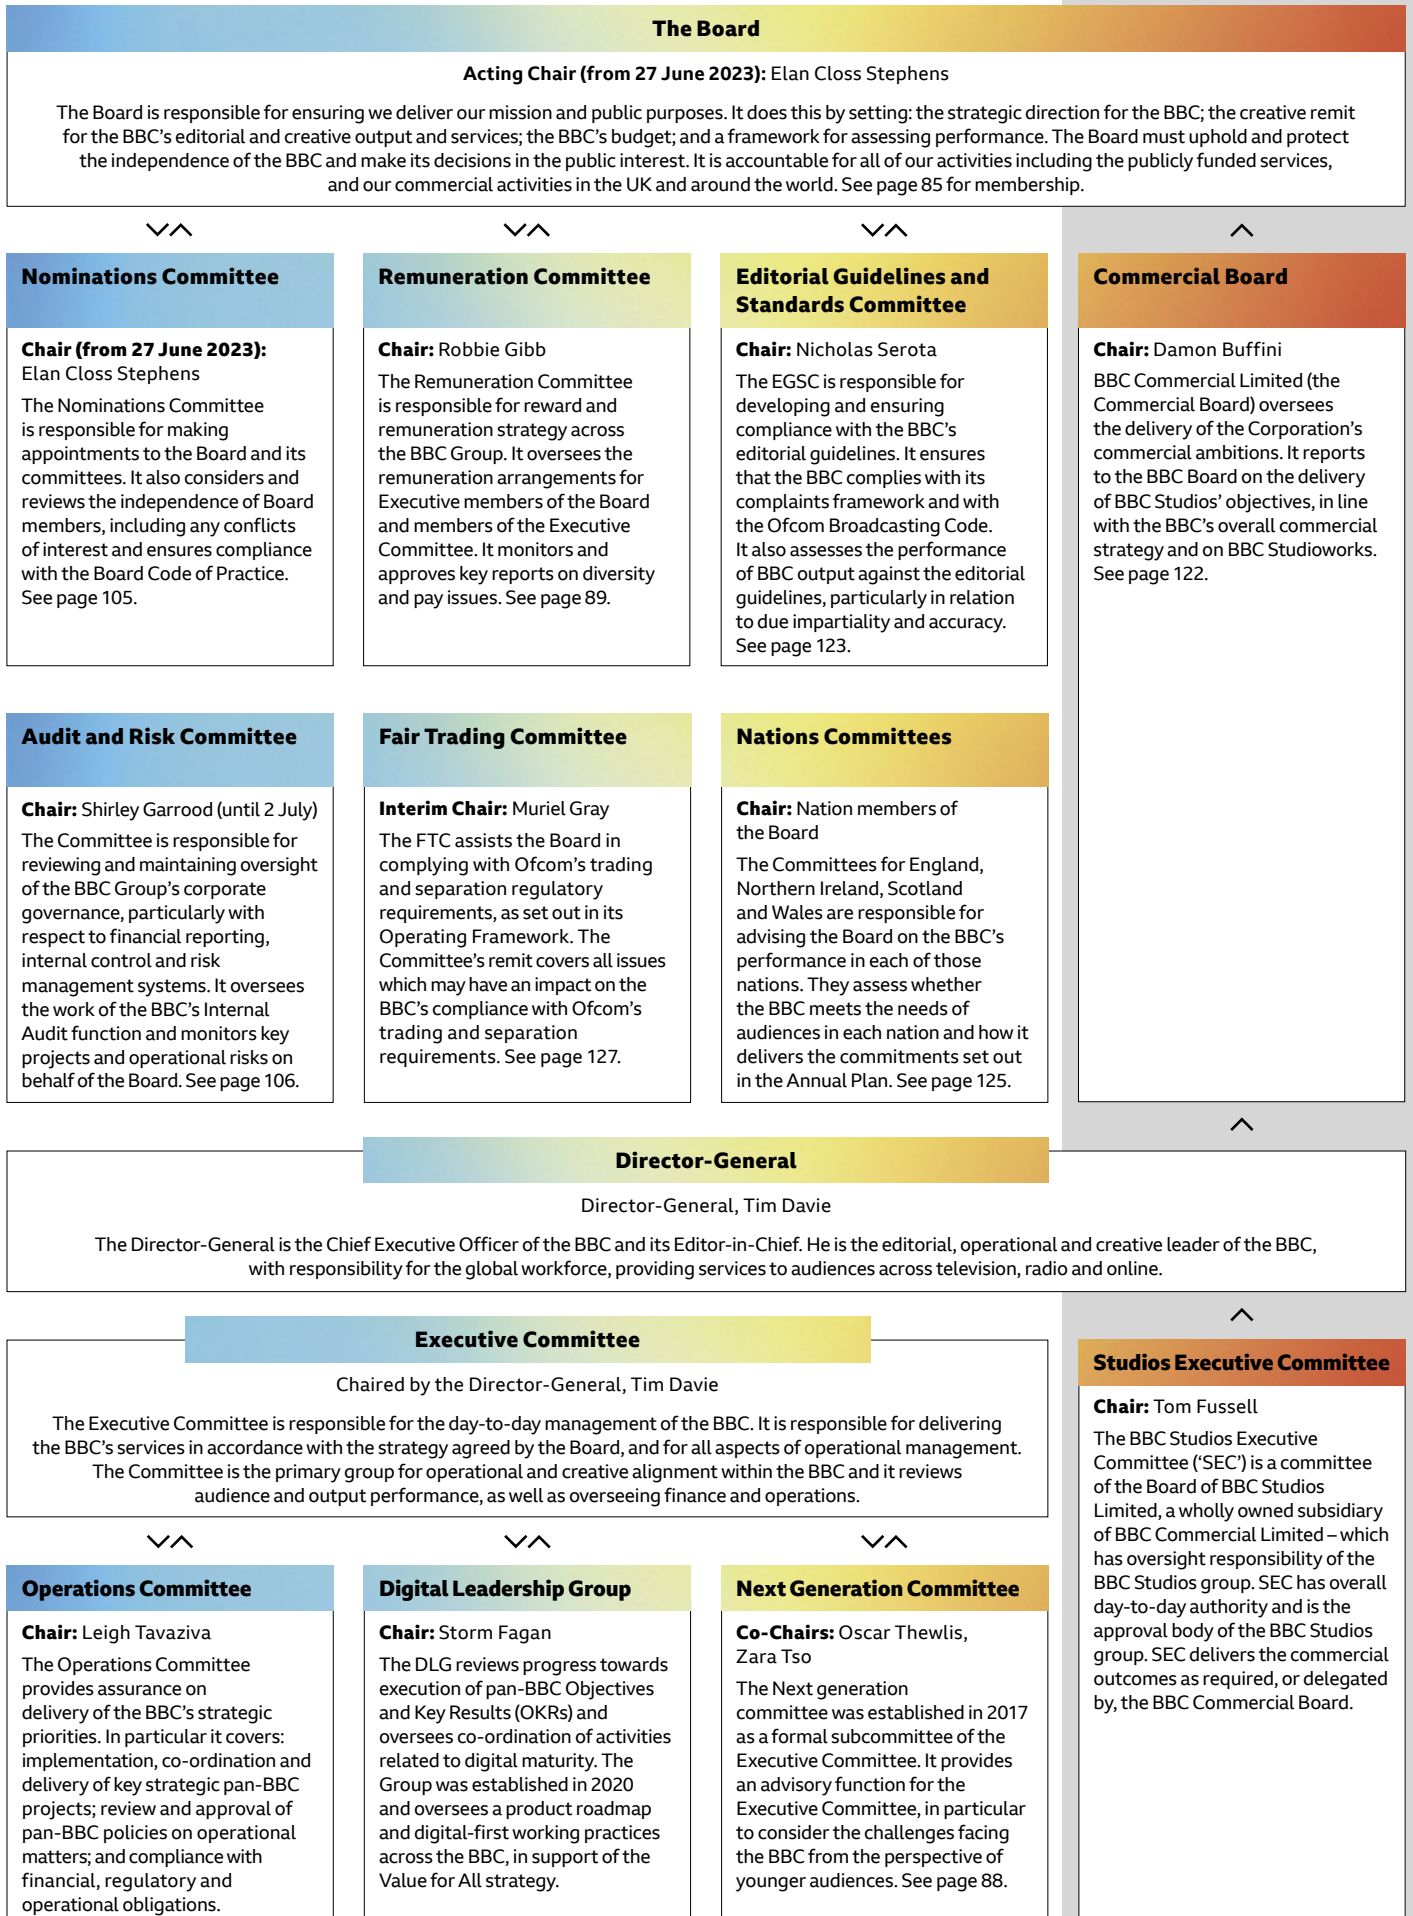 The Board
Acting Chair (from 27 June 2023): Elan Closs Stephens
The Board is responsible for ensuring we deliver our mission and public purposes. It does this by setting: the strategic direction for the BBC; the creative remit
for the BBC's editorial and creative output and services; the BBC's budget; and a framework for assessing performance. The Board must uphold and protect
the independence of the BBC and make its decisions in the public interest. It is accountable for all of our activities including the publicly funded services,
and our commercial activities in the UK and around the world. See page 85 for membership.
Nominations Committee
Chair (from 27 June 2023):
Elan Closs Stephens
The Nominations Committee
is responsible for making
appointments to the Board and its
committees. It also considers and
reviews the independence of Board
members, including any conflicts
of interest and ensures compliance
with the Board Code of Practice.
See page 105.
Remuneration Committee
Chair: Robbie Gibb
The Remuneration Committee
is responsible for reward and
remuneration strategy across
the BBC Group. It oversees the
remuneration arrangements for
Executive members of the Board
and members of the Executive
Committee. It monitors and
approves key reports on diversity
and pay issues. See page 89.
Editorial Guidelines and
Standards Committee
Chair: Nicholas Serota
The EGSC is responsible for
developing and ensuring
compliance with the BBC's
editorial guidelines. It ensures
that the BBC complies with its
complaints framework and with
the Ofcom Broadcasting Code.
It also assesses the performance
of BBC output against the editorial
guidelines, particularly in relation
to due impartiality and accuracy.
See page 123.
Commercial Board
Chair: Damon Buffini
BBC Commercial Limited (the
Commercial Board) oversees
the delivery of the Corporation's
commercial ambitions. It reports
to the BBC Board on the delivery
of BBC Studios' objectives, in line
with the BBC's overall commercial
strategy and on BBC Studioworks.
See page 122.
Audit and Risk Committee
Chair: Shirley Garrood (until 2 July)
The Committee is responsible for
reviewing and maintaining oversight
of the BBC Group's corporate
governance, particularly with
respect to financial reporting,
internal control and risk
management systems. It oversees
the work of the BBC's Internal
Audit function and monitors key
projects and operational risks on
behalf of the Board. See page 106.
Fair Trading Committee
Interim Chair: Muriel Gray
The FTC assists the Board in
complying with Ofcom's trading
and separation regulatory
requirements, as set out in its
Operating Framework. The
Committee's remit covers all issues
which may have an impact on the
BBC's compliance with Ofcom's
trading and separation
requirements. See page 127.
Nations Committees
Chair: Nation members of
the Board
The Committees for England,
Northern Ireland, Scotland
and Wales are responsible for
advising the Board on the BBC's
performance in each of those
nations. They assess whether
the BBC meets the needs of
audiences in each nation and how it
delivers the commitments set out
in the Annual Plan. See page 125.
Director-General
Director-General, Tim Davie
The Director-General is the Chief Executive Officer of the BBC and its Editor-in-Chief. He is the editorial, operational and creative leader of the BBC,
with responsibility for the global workforce, providing services to audiences across television, radio and online.
Executive Committee
Chaired by the Director-General, Tim Davie
The Executive Committee is responsible for the day-to-day management of the BBC. It is responsible for delivering
the BBC's services in accordance with the strategy agreed by the Board, and for all aspects of operational management.
The Committee is the primary group for operational and creative alignment within the BBC and it reviews
audience and output performance, as well as overseeing finance and operations.
Studios Executive Committee
Chair: Tom Fussell
The BBC Studios Executive
Committee ('SEC') is a committee
of the Board of BBC Studios
Limited, a wholly owned subsidiary
of BBC Commercial Limited – which
has oversight responsibility of the
BBC Studios group. SEC has overall
day-to-day authority and is the
approval body of the BBC Studios
group. SEC delivers the commercial
outcomes as required, or delegated
by, the BBC Commercial Board.
Operations Committee
Chair: Leigh Tavaziva
The Operations Committee
provides assurance on
delivery of the BBC's strategic
priorities. In particular it covers:
implementation, co-ordination and
delivery of key strategic pan-BBC
projects; review and approval of
pan-BBC policies on operational
matters; and compliance with
financial, regulatory and
operational obligations.
Digital Leadership Group
Chair: Storm Fagan
The DLG reviews progress towards
execution of pan-BBC Objectives
and Key Results (OKRs) and
oversees co-ordination of activities
related to digital maturity. The
Group was established in 2020
and oversees a product roadmap
and digital-first working practices
across the BBC, in support of the
Value for All strategy.
Next Generation Committee
Co-Chairs: Oscar Thewlis,
Zara Tso
The Next generation
committee was established in 2017
as a formal subcommittee of the
Executive Committee. It provides
an advisory function for the
Executive Committee, in particular
to consider the challenges facing
the BBC from the perspective of
younger audiences. See page 88.